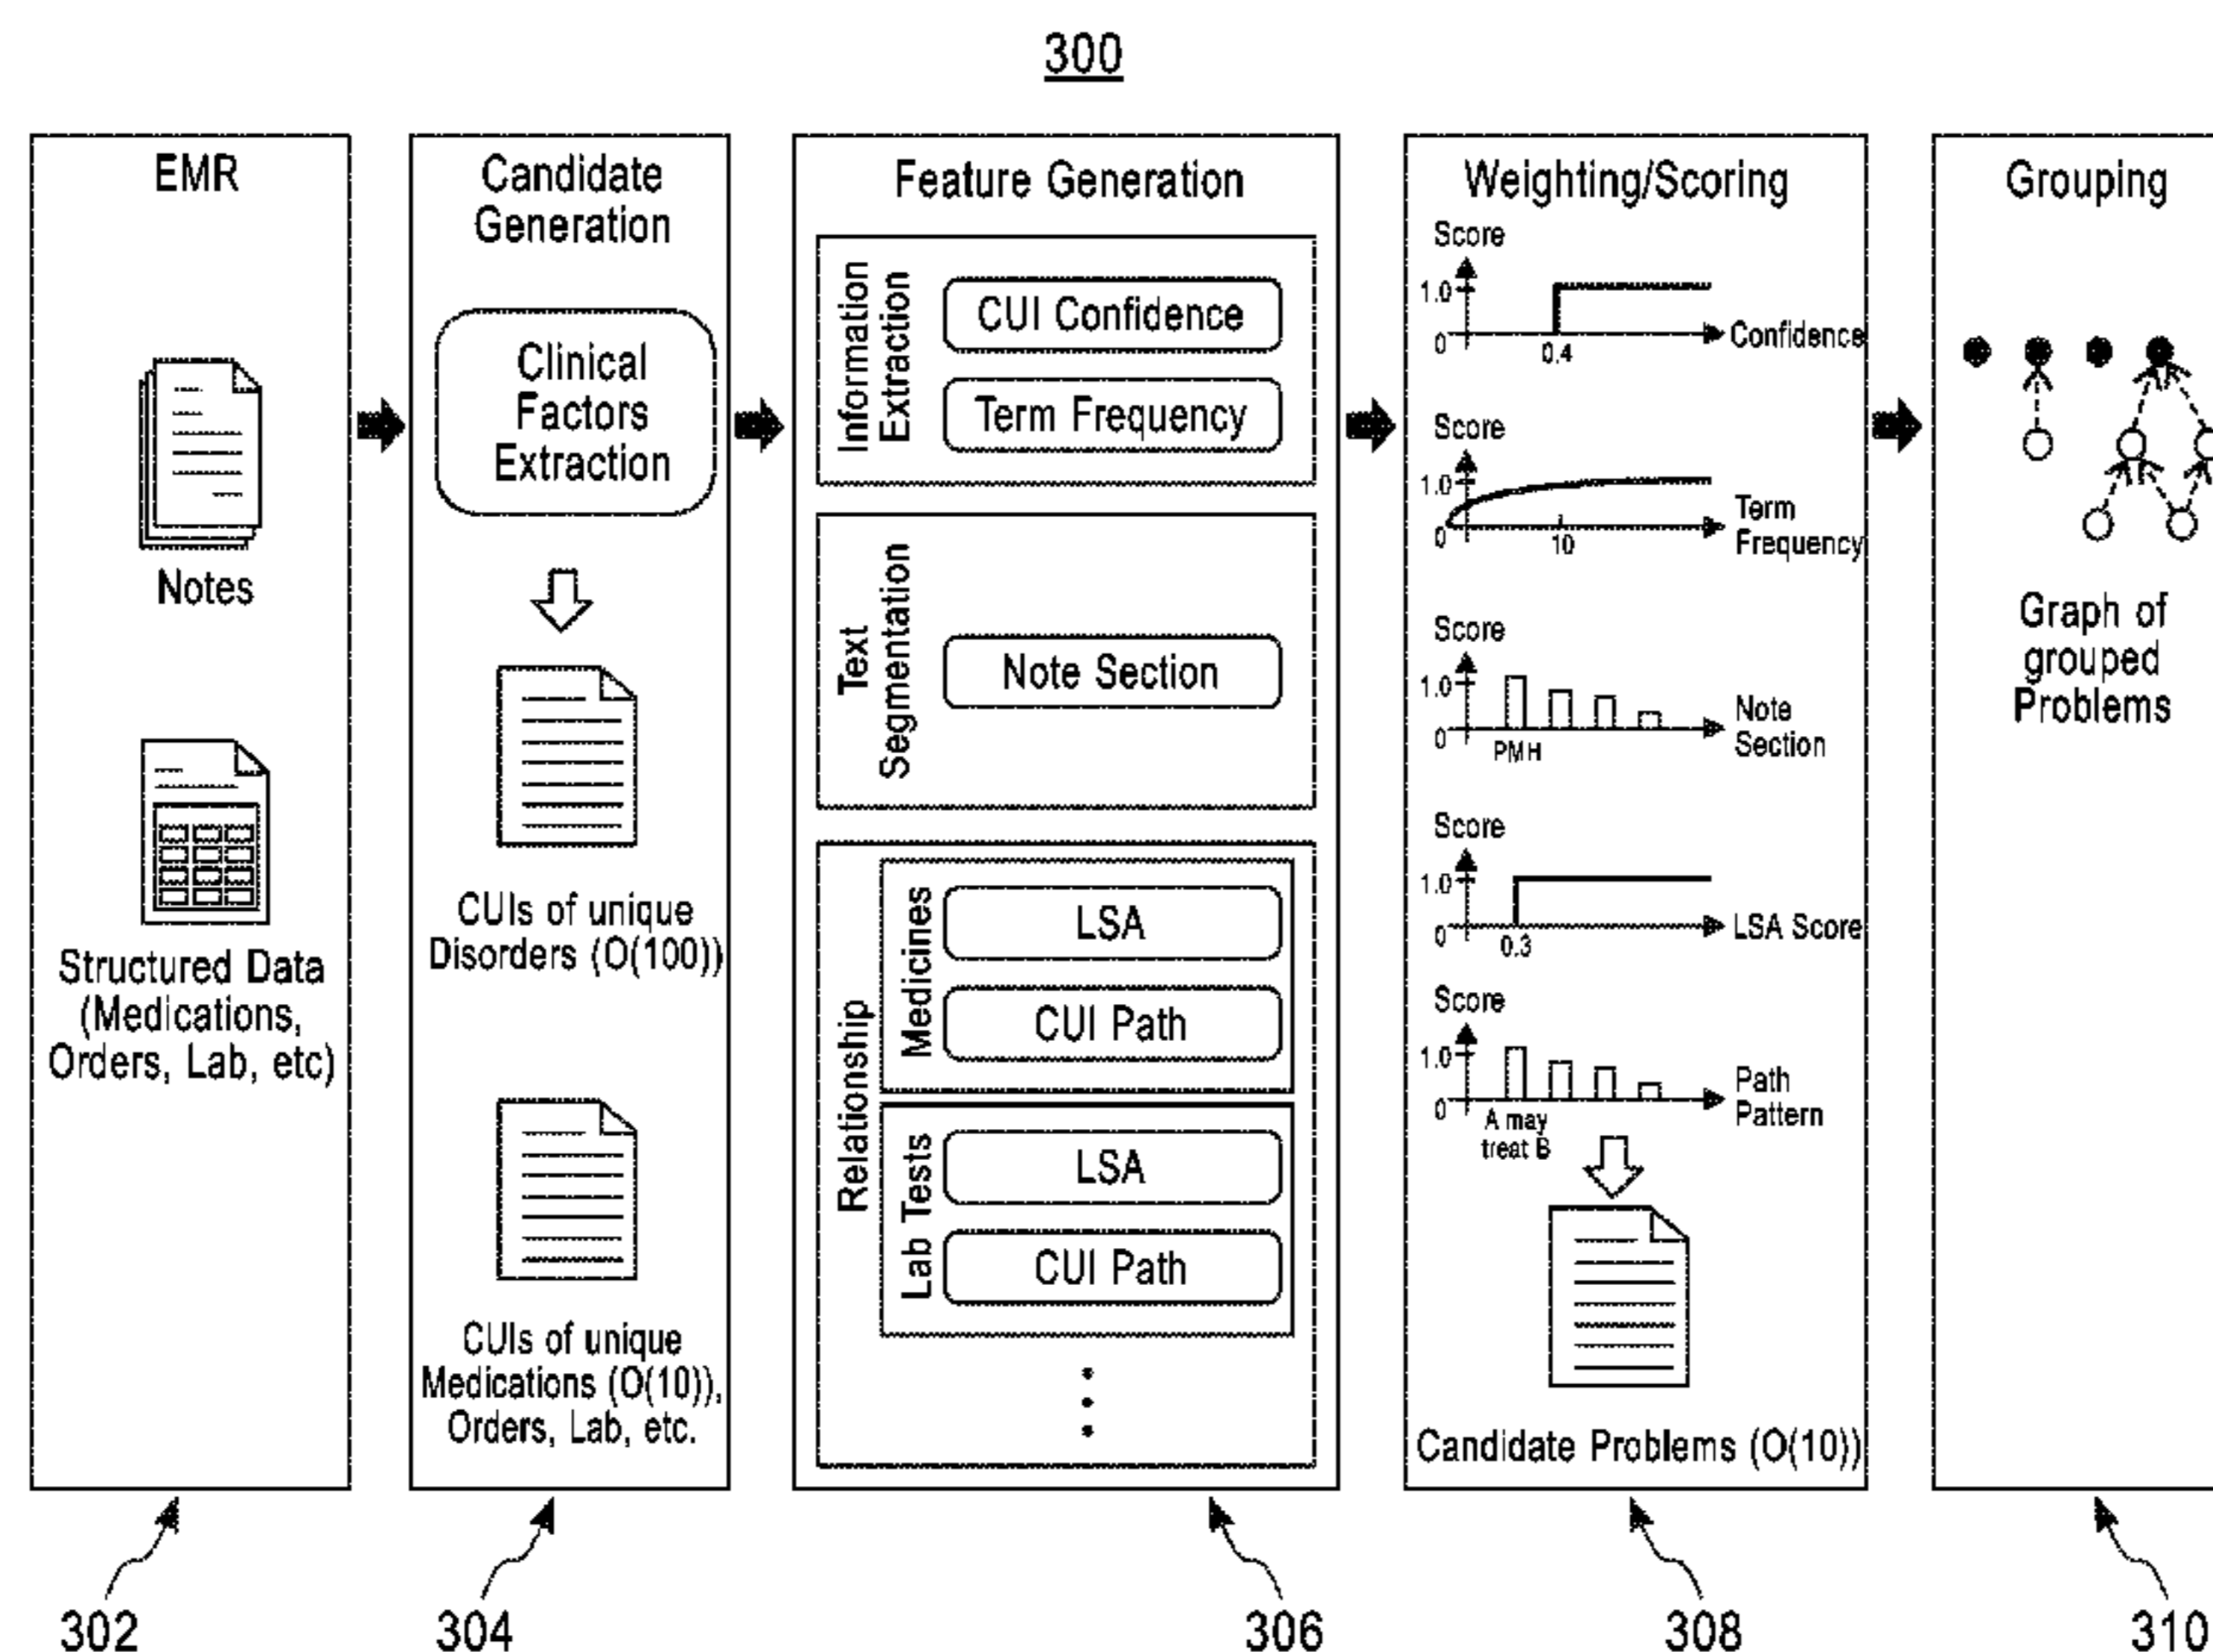 300
EMR
Notes
Structured Data
(Medications,
Orders, Lab, etc)
302
Candidate
Generation
Clinical
Factors
Extraction
CUIs of unique
Disorders (O(100))
CUIs of unique
Medications (O(10)),
Orders, Lab, etc.
304
Feature Generation
Information
Extraction
CUI Confidence
Term Frequency
Text
Segmentation
Note Section
Relationship
Medicines
LSA
CUI Path
Lab Tests
LSA
CUI Path
306
Weighting/Scoring
Score
1.0
0
0.4
Confidence
Score
1.0
0
10
Term
Frequency
Score
1.0
0
PMH
Note
Section
Score
1.0
0
0.3
LSA Score
Score
1.0
0
A may
treat B
Path
Pattern
Candidate Problems (O(10))
308
Grouping
Graph of
grouped
Problems
310